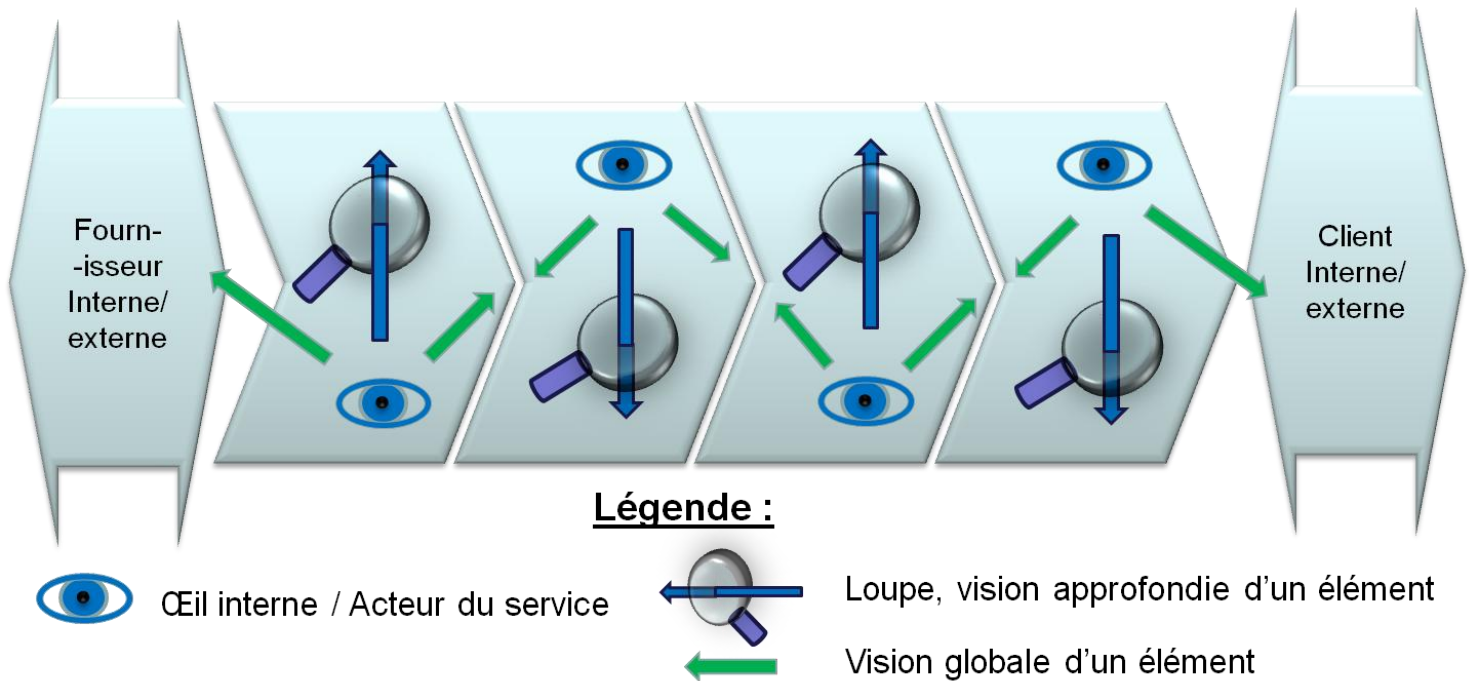 Fourn-
-isseur
Interne/
externe
Client
Interne/
externe
Légende :
Œil interne / Acteur du service
Loupe, vision approfondie d’un élément
Vision globale d’un élément